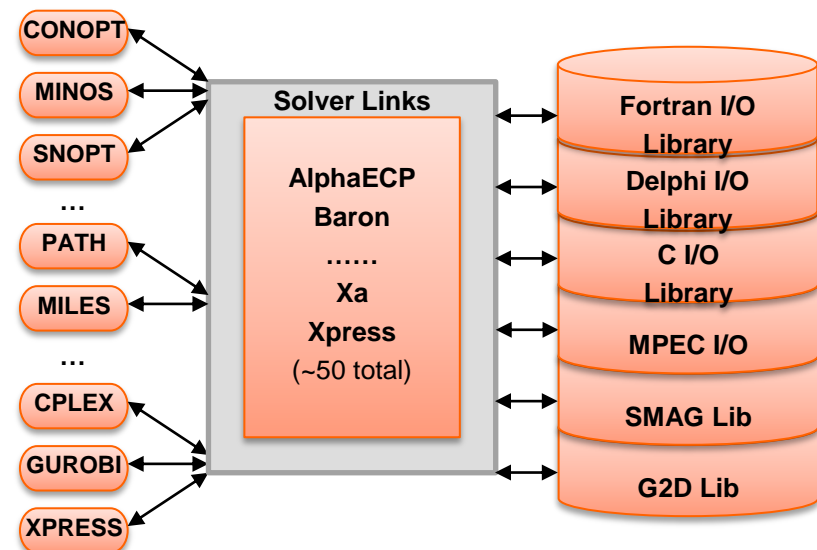 CONOPT
MINOS
SNOPT
...
PATH
MILES
...
CPLEX
GUROBI
XPRESS
Solver Links
AlphaECP
Baron
......
Xa
Xpress
(~50 total)
Fortran I/O
Library
Delphi I/O
Library
C I/O
Library
MPEC I/O
SMAG Lib
G2D Lib